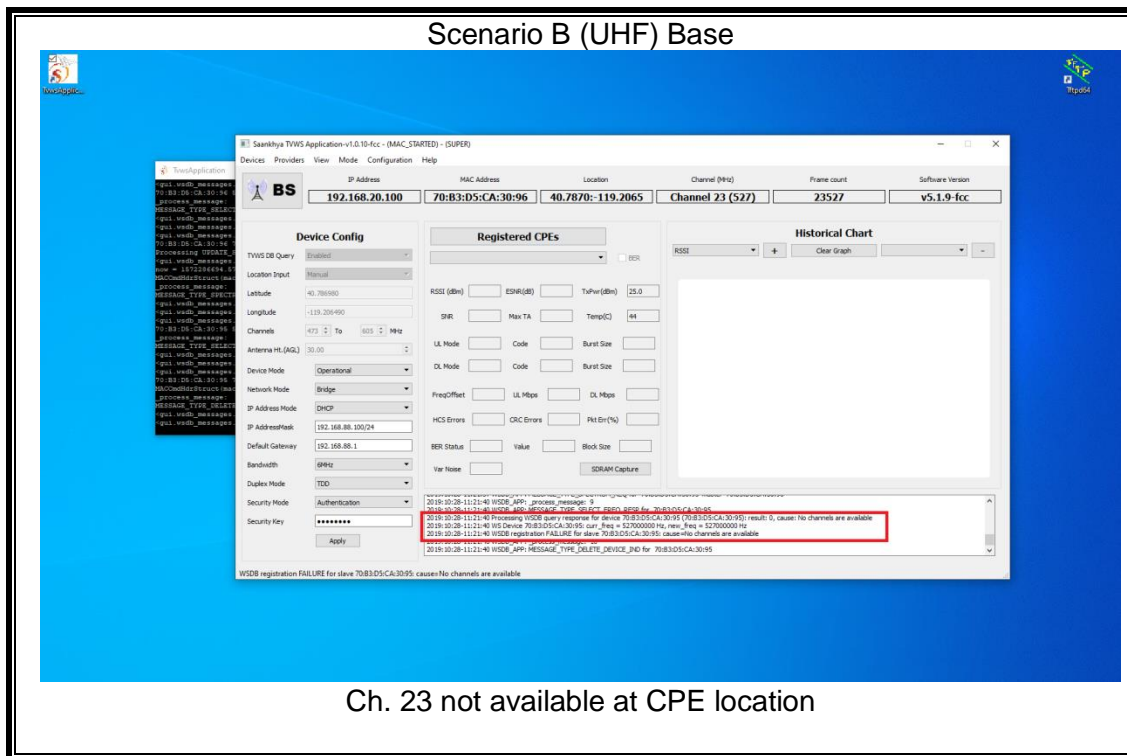 Scenario B (UHF) Base
TvwsApplic...
Tftpd64
Saankhya TVWS Application-v1.0.10-fcc - (MAC_STARTED) - (SUPER)
Devices Providers View Mode Configuration Help
TvwsApplication
BS
IP Address MAC Address Location Channel (MHz) Frame count Software Version
192.168.20.100 70:B3:D5:CA:30:96 40.7870:-119.2065 Channel 23 (527) 23527 v5.1.9-fcc
Device Config
TVWS DB Query Enabled
Location Input Manual
Latitude 40.786980
Longitude -119.206490
Channels 473 To 605 MHz
Antenna Ht.(AGL) 30.00
Device Mode Operational
Network Mode Bridge
IP Address Mode DHCP
IP AddressMask 192.168.88.100/24
Default Gateway 192.168.88.1
Bandwidth 6MHz
Duplex Mode TDD
Security Mode Authentication
Security Key ●●●●●●●●
Apply
Registered CPEs
BER
RSSI (dBm) ESNR(dB) TxPwr(dBm) 25.0
SNR Max TA Temp(C) 44
UL Mode Code Burst Size
DL Mode Code Burst Size
FreqOffset UL Mbps DL Mbps
HCS Errors CRC Errors Pkt Err(%)
BER Status Value Block Size
Var Noise SDRAM Capture
Historical Chart
RSSI + Clear Graph -
2019:10:28-11:21:40 WSDB_APP: _process_message: 9
2019:10:28-11:21:40 WSDB_APP: MESSAGE_TYPE_SELECT_FREQ_RESP for 70:B3:D5:CA:30:95
2019:10:28-11:21:40 Processing WSDB query response for device 70:B3:D5:CA:30:95 (70:B3:D5:CA:30:95): result: 0, cause: No channels are available
2019:10:28-11:21:40 WS Device 70:B3:D5:CA:30:95: curr_freq = 527000000 Hz, new_freq = 527000000 Hz
2019:10:28-11:21:40 WSDB registration FAILURE for slave 70:B3:D5:CA:30:95: cause=No channels are available
2019:10:28-11:21:40 WSDB_APP: MESSAGE_TYPE_DELETE_DEVICE_IND for 70:B3:D5:CA:30:95
WSDB registration FAILURE for slave 70:B3:D5:CA:30:95: cause=No channels are available
Ch. 23 not available at CPE location